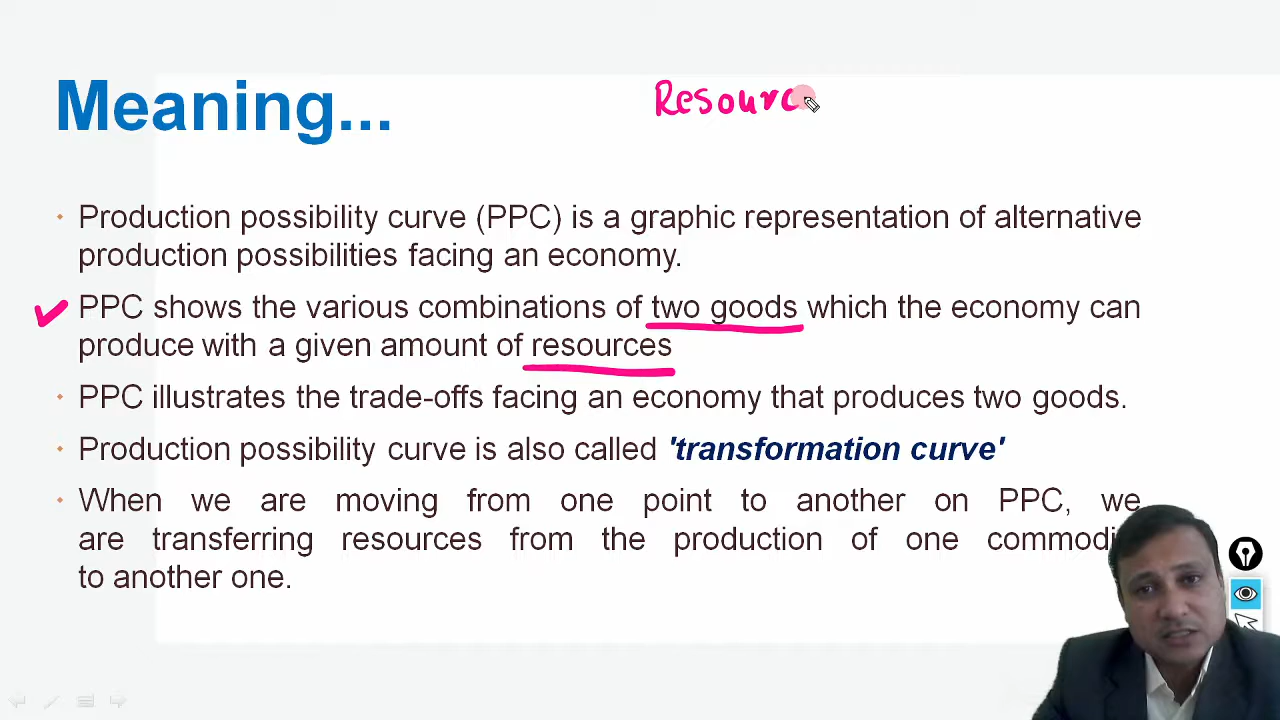 Meaning...
Resourc
· Production possibility curve (PPC) is a graphic representation of alternative
production possibilities facing an economy.
PPC shows the various combinations of two goods which the economy can
produce with a given amount of resources
· PPC illustrates the trade-offs facing an economy that produces two goods.
· Production possibility curve is also called 'transformation curve'
· When we are moving from one point to another on PPC, we
are transferring resources from the production of one commodi
to another one.